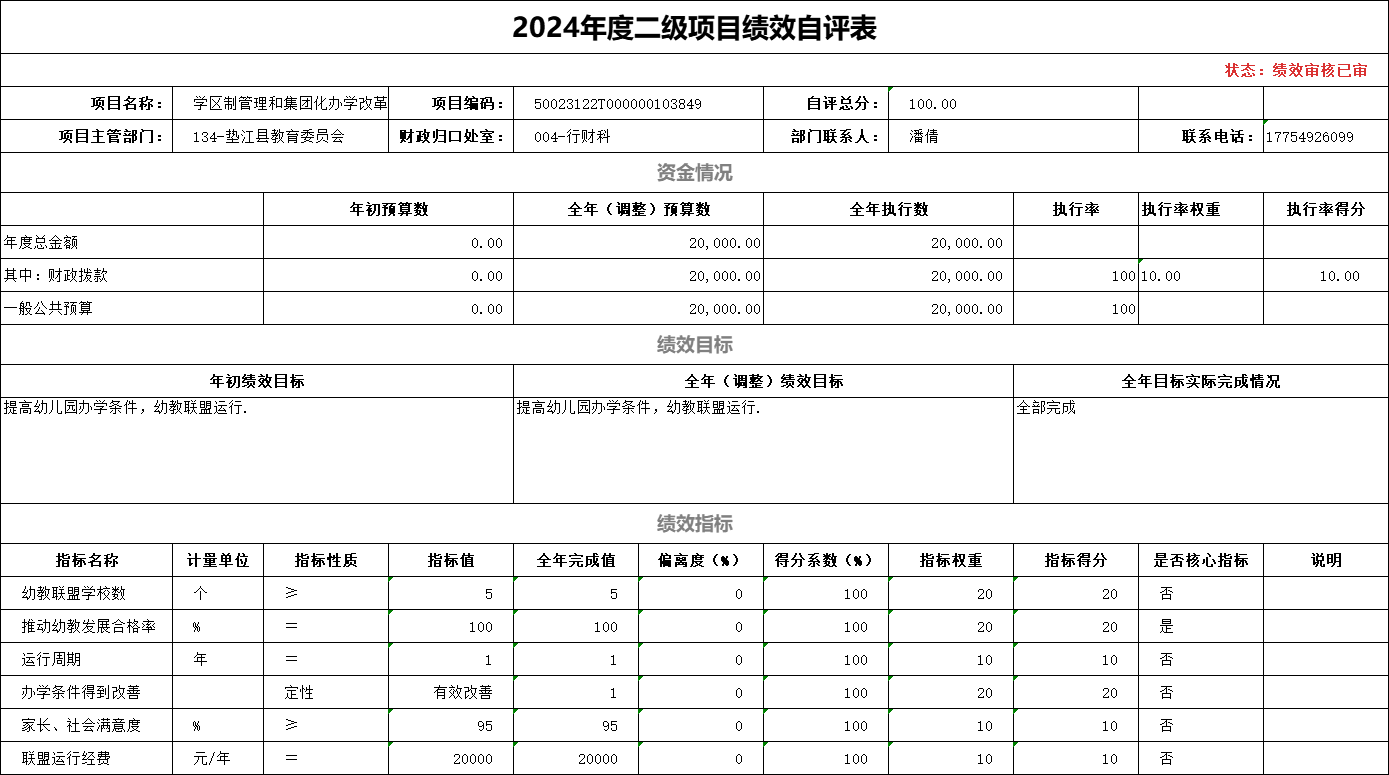 2024年度二级项目绩效自评表
状态：绩效审核已审
项目名称： 学区制管理和集团化办学改革 项目编码： 50023122T000000103849 自评总分： 100.00
项目主管部门： 134-垫江县教育委员会 财政归口处室： 004-行财科 部门联系人： 潘倩 联系电话： 17754926099
资金情况
年初预算数 全年（调整）预算数 全年执行数 执行率 执行率权重 执行率得分
年度总金额 0.00 20,000.00 20,000.00
其中：财政拨款 0.00 20,000.00 20,000.00 100 10.00 10.00
一般公共预算 0.00 20,000.00 20,000.00 100
绩效目标
年初绩效目标 全年（调整）绩效目标 全年目标实际完成情况
提高幼儿园办学条件，幼教联盟运行. 提高幼儿园办学条件，幼教联盟运行. 全部完成
绩效指标
指标名称 计量单位 指标性质 指标值 全年完成值 偏离度（%） 得分系数（%） 指标权重 指标得分 是否核心指标 说明
幼教联盟学校数 个 ≥ 5 5 0 100 20 20 否
推动幼教发展合格率 % ＝ 100 100 0 100 20 20 是
运行周期 年 ＝ 1 1 0 100 10 10 否
办学条件得到改善 定性 有效改善 1 0 100 20 20 否
家长、社会满意度 % ≥ 95 95 0 100 10 10 否
联盟运行经费 元/年 ＝ 20000 20000 0 100 10 10 否